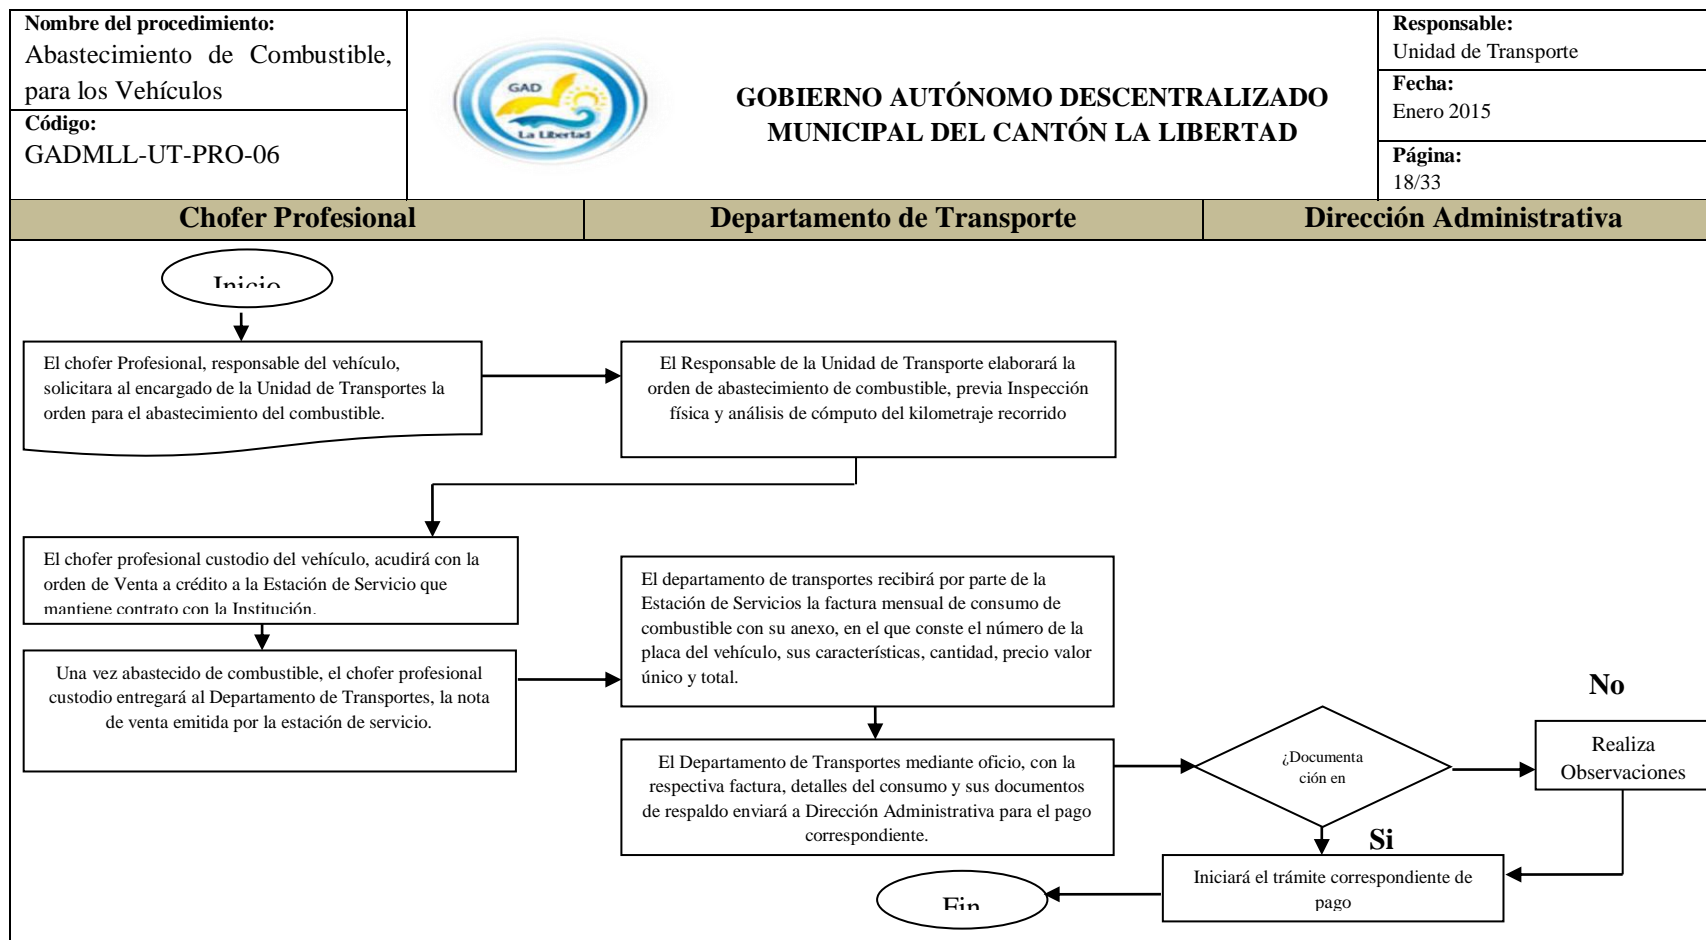 Nombre del procedimiento:
Abastecimiento de Combustible,
para los Vehículos
Código:
GADMLL-UT-PRO-06
GAD
La Libertad
GOBIERNO AUTÓNOMO DESCENTRALIZADO
MUNICIPAL DEL CANTÓN LA LIBERTAD
Responsable:
Unidad de Transporte
Fecha:
Enero 2015
Página:
18/33
Chofer Profesional
Departamento de Transporte
Dirección Administrativa
Inicio
El chofer Profesional, responsable del vehículo,
solicitara al encargado de la Unidad de Transportes la
orden para el abastecimiento del combustible.
El Responsable de la Unidad de Transporte elaborará la
orden de abastecimiento de combustible, previa Inspección
física y análisis de cómputo del kilometraje recorrido
El chofer profesional custodio del vehículo, acudirá con la
orden de Venta a crédito a la Estación de Servicio que
mantiene contrato con la Institución.
El departamento de transportes recibirá por parte de la
Estación de Servicios la factura mensual de consumo de
combustible con su anexo, en el que conste el número de la
placa del vehículo, sus características, cantidad, precio valor
único y total.
Una vez abastecido de combustible, el chofer profesional
custodio entregará al Departamento de Transportes, la nota
de venta emitida por la estación de servicio.
El Departamento de Transportes mediante oficio, con la
respectiva factura, detalles del consumo y sus documentos
de respaldo enviará a Dirección Administrativa para el pago
correspondiente.
¿Documenta
ción en
No
Realiza
Observaciones
Si
Iniciará el trámite correspondiente de
pago
Fin